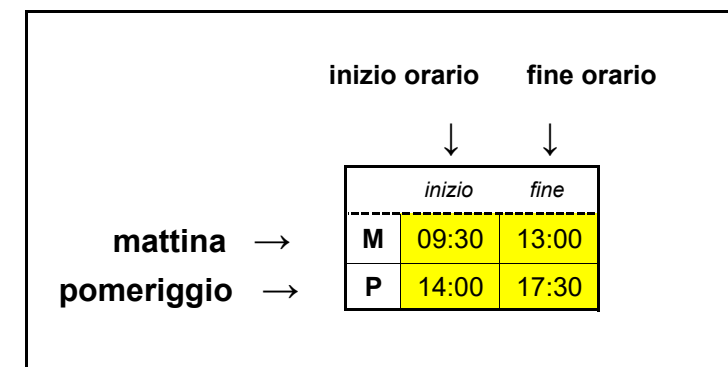 inizio orario fine orario
↓ ↓
inizio fine
mattina → M 09:30 13:00
pomeriggio → P 14:00 17:30